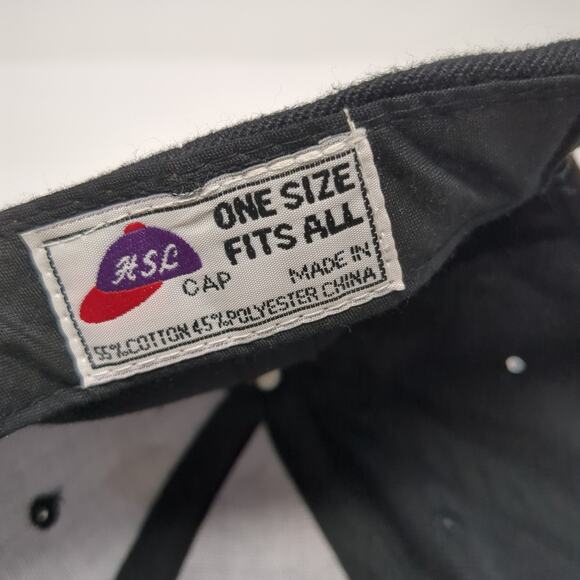 ONE SIZE
FITS ALL
HSL
CAP
MADE IN
55%COTTON 45%POLYESTER CHINA